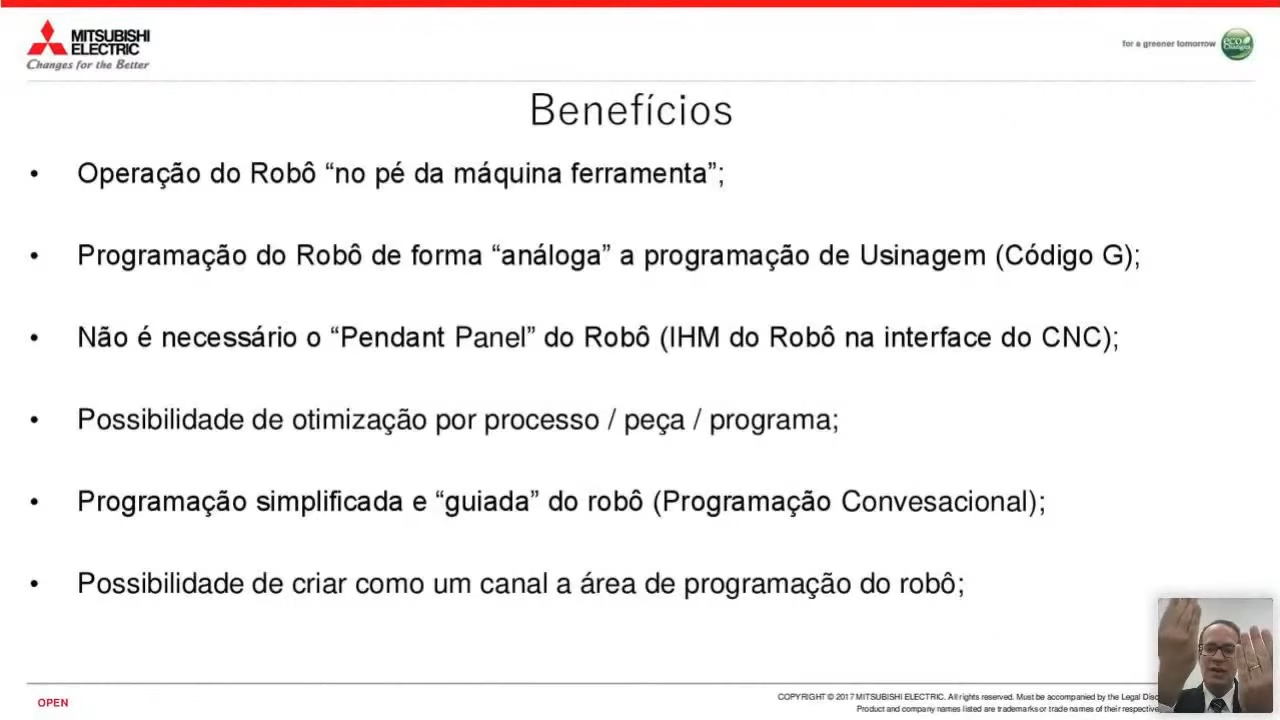 MITSUBISHI
ELECTRIC
Changes for the Better
for a greener tomorrow
eco
Changes
Benefícios
• Operação do Robô “no pé da máquina ferramenta”;
• Programação do Robô de forma “análoga” a programação de Usinagem (Código G);
• Não é necessário o “Pendant Panel” do Robô (IHM do Robô na interface do CNC);
• Possibilidade de otimização por processo / peça / programa;
• Programação simplificada e “guiada” do robô (Programação Convesacional);
• Possibilidade de criar como um canal a área de programação do robô;
OPEN
COPYRIGHT © 2017 MITSUBISHI ELECTRIC. All rights reserved. Must be accompanied by the Legal
Product and company names listed are trademarks or trade names of their